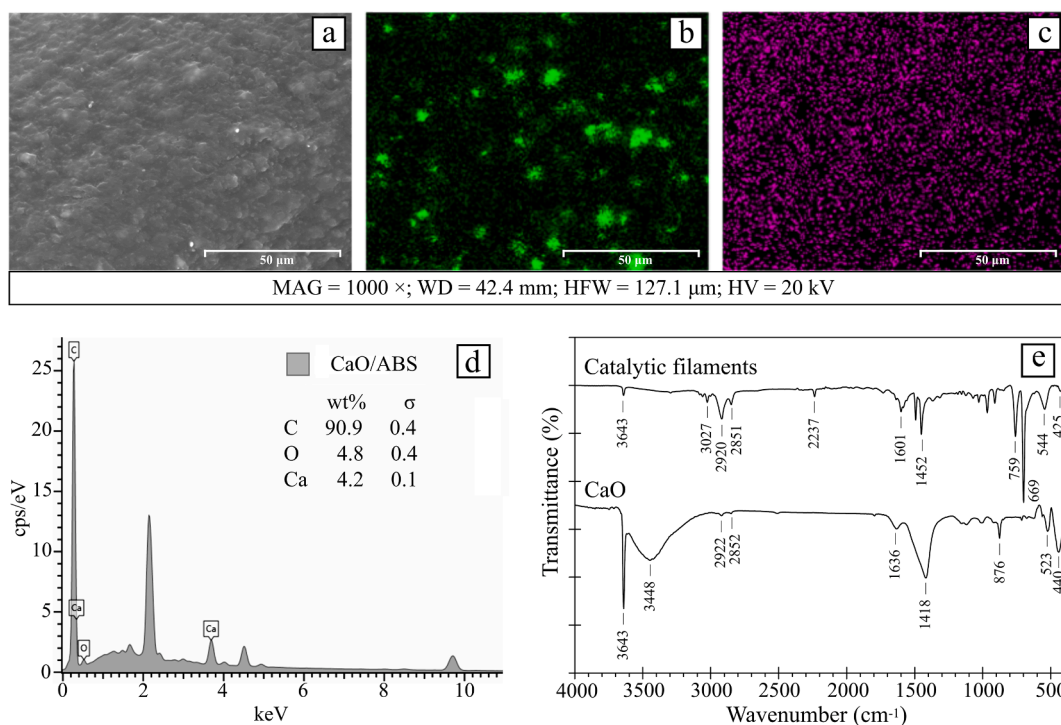 a
b
c
50 μm
50 μm
50 μm
MAG = 1000 ×; WD = 42.4 mm; HFW = 127.1 μm; HV = 20 kV
d
CaO/ABS
wt% σ
C 90.9 0.4
O 4.8 0.4
Ca 4.2 0.1
C
Ca
O
Ca
25
20
15
10
5
0
cps/eV
0 2 4 6 8 10
keV
e
Catalytic filaments
3643
3027
2920
2851
2237
1601
1452
759
669
544
425
CaO
3643
3448
2922
2852
1636
1418
876
523
440
Transmittance (%)
4000 3000 2500 2000 1500 1000 500
Wavenumber (cm-1)